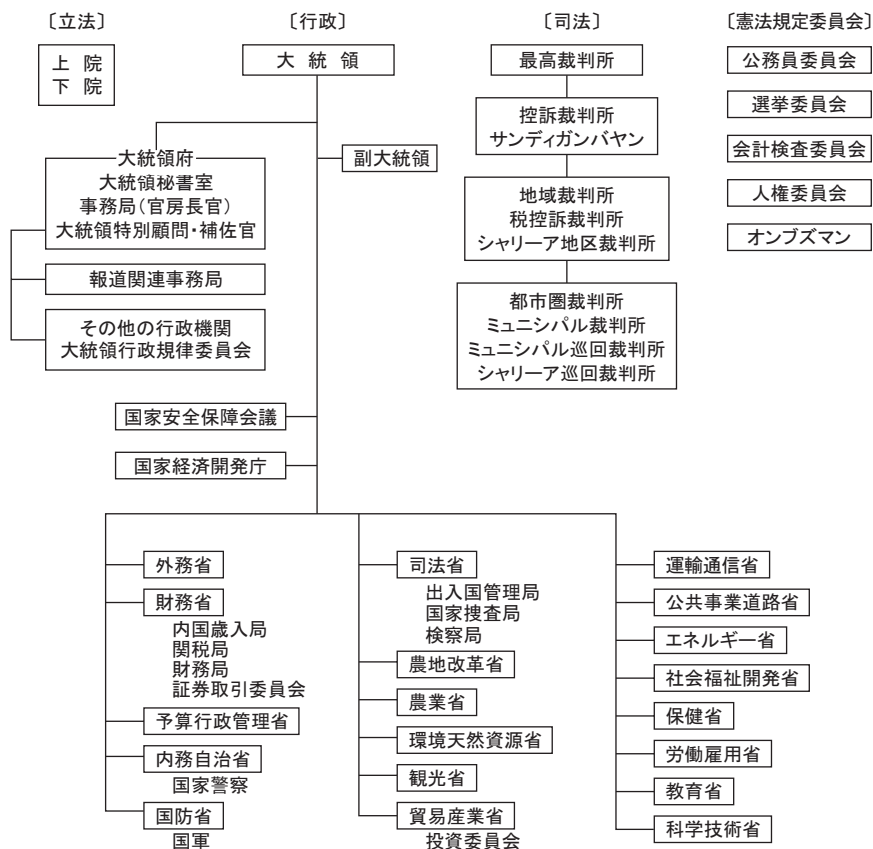 〔立法〕
上 院
下 院
〔行政〕
大 統 領
副大統領
大統領府
大統領秘書室
事務局(官房長官)
大統領特別顧問・補佐官
報道関連事務局
その他の行政機関
大統領行政規律委員会
国家安全保障会議
国家経済開発庁
〔司法〕
最高裁判所
控訴裁判所
サンディガンバヤン
地域裁判所
税控訴裁判所
シャリーア地区裁判所
都市圏裁判所
ミュニシパル裁判所
ミュニシパル巡回裁判所
シャリーア巡回裁判所
〔憲法規定委員会〕
公務員委員会
選挙委員会
会計検査委員会
人権委員会
オンブズマン
外務省
財務省
内国歳入局
関税局
財務局
証券取引委員会
予算行政管理省
内務自治省
国家警察
国防省
国軍
司法省
出入国管理局
国家捜査局
検察局
農地改革省
農業省
環境天然資源省
観光省
貿易産業省
投資委員会
運輸通信省
公共事業道路省
エネルギー省
社会福祉開発省
保健省
労働雇用省
教育省
科学技術省